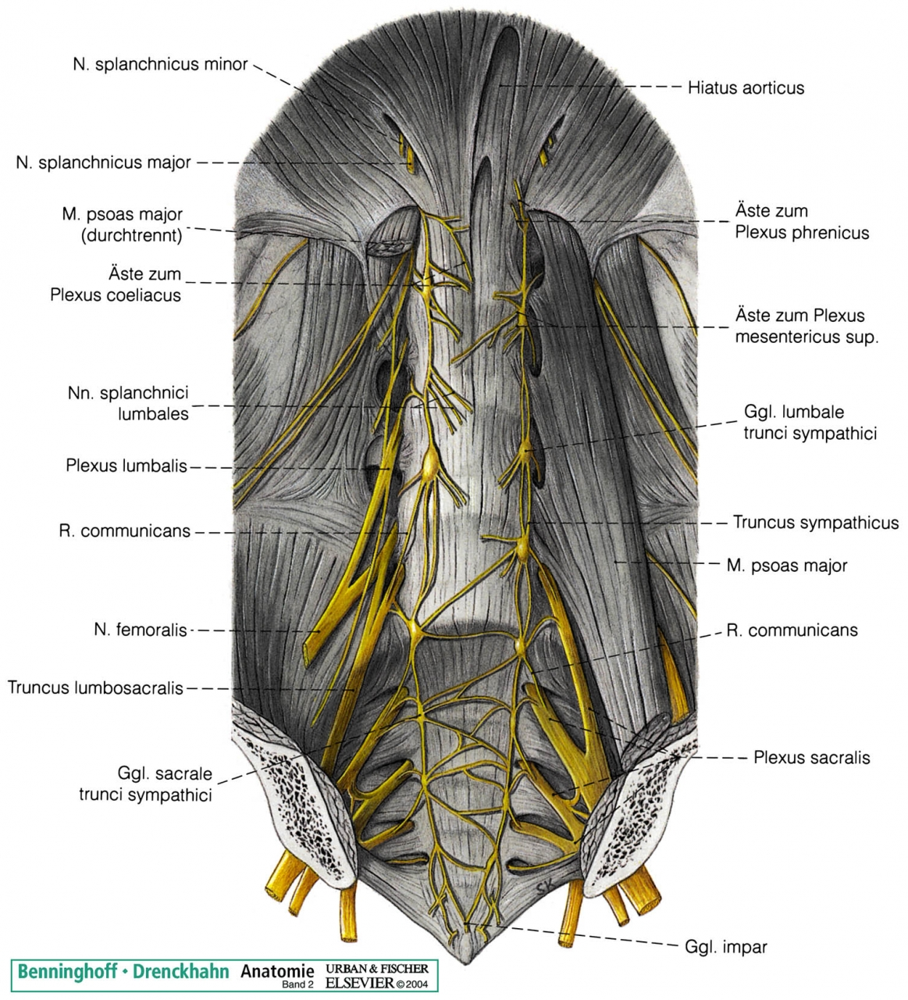 N. splanchnicus minor
Hiatus aorticus
N. splanchnicus major
M. psoas major
(durchtrennt)
Äste zum
Plexus phrenicus
Äste zum
Plexus coeliacus
Äste zum Plexus
mesentericus sup.
Nn. splanchnici
lumbales
Ggl. lumbale
trunci sympathici
Plexus lumbalis
R. communicans
Truncus sympathicus
M. psoas major
N. femoralis
R. communicans
Truncus lumbosacralis
Plexus sacralis
Ggl. sacrale
trunci sympathici
SK
Ggl. impar
Benninghoff · Drenckhahn Anatomie
Band 2
URBAN & FISCHER
ELSEVIER © 2004